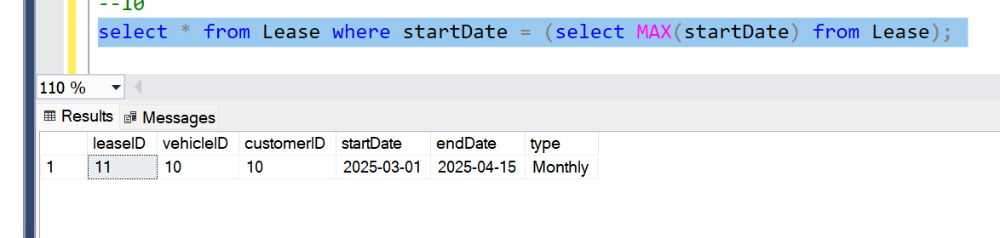 --10
select * from Lease where startDate = (select MAX(startDate) from Lease);
110 %
Results Messages
leaseID vehicleID customerID startDate endDate type
1 11 10 10 2025-03-01 2025-04-15 Monthly